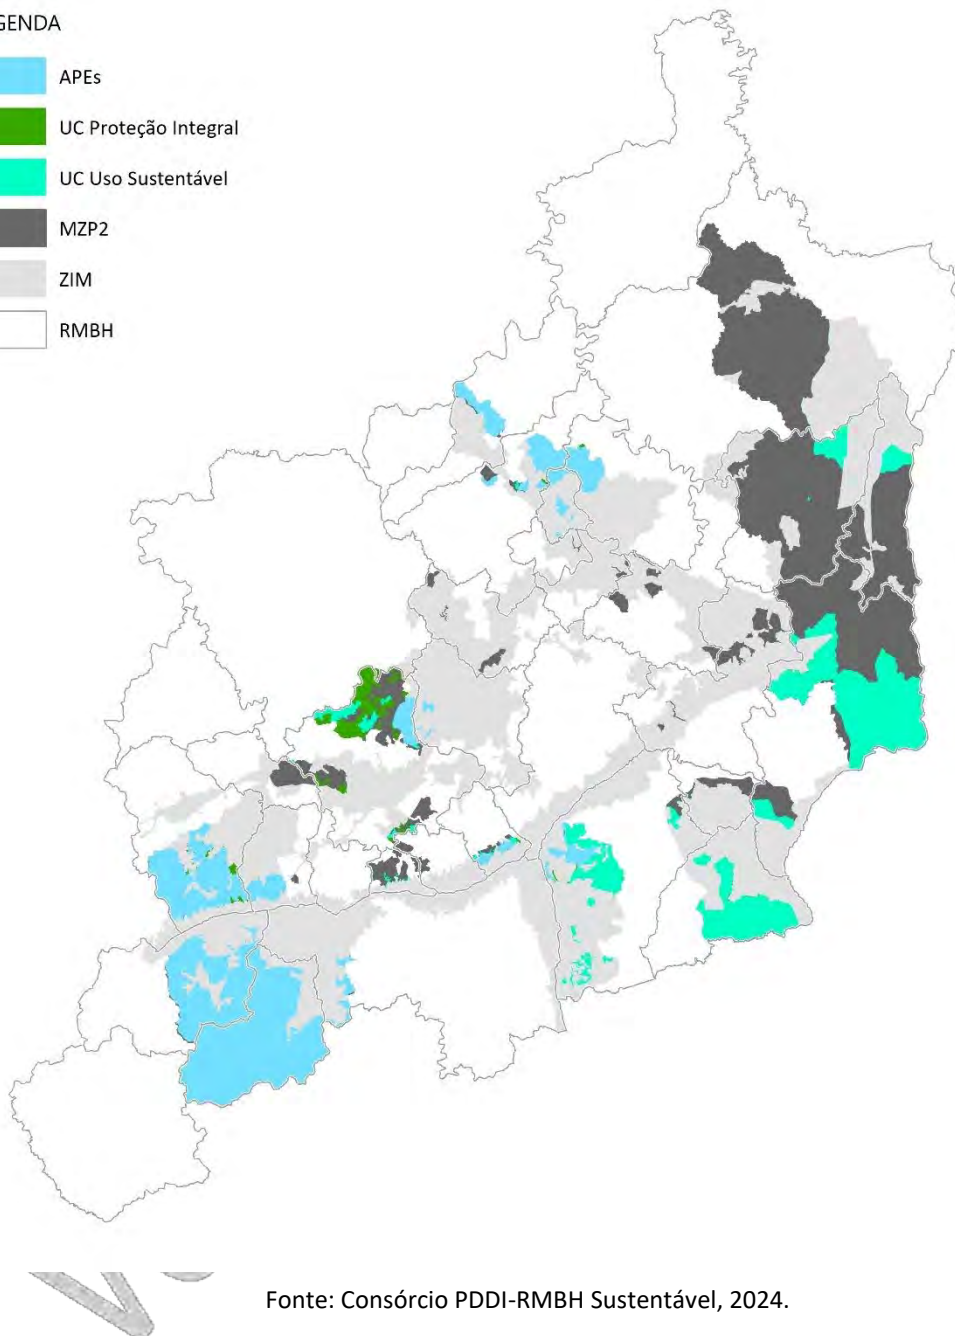 GENDA
APEs
UC Proteção Integral
UC Uso Sustentável
MZP2
ZIM
RMBH
Fonte: Consórcio PDDI-RMBH Sustentável, 2024.